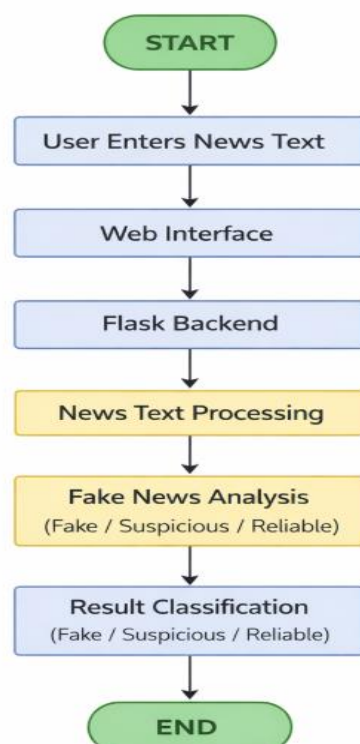 START
User Enters News Text
Web Interface
Flask Backend
News Text Processing
Fake News Analysis
(Fake / Suspicious / Reliable)
Result Classification
(Fake / Suspicious / Reliable)
END